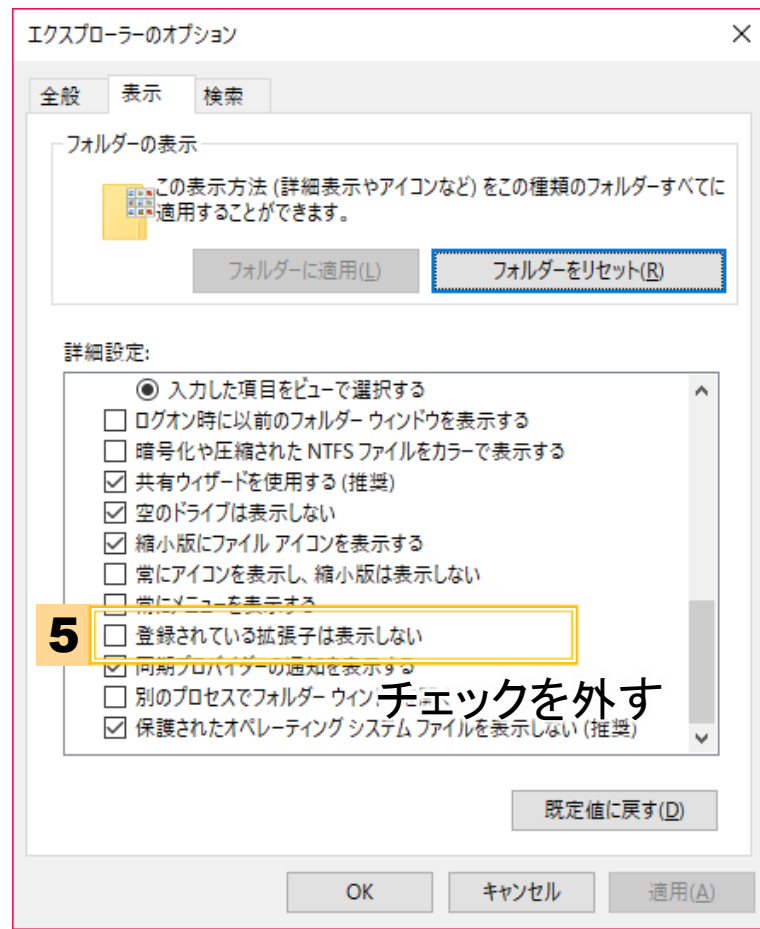 エクスプローラーのオプション
全般 表示 検索
フォルダーの表示
この表示方法 (詳細表示やアイコンなど) をこの種類のフォルダーすべてに
適用することができます。
フォルダーに適用(L) フォルダーをリセット(R)
詳細設定:
入力した項目をビューで選択する
ログオン時に以前のフォルダー ウィンドウを表示する
暗号化や圧縮された NTFS ファイルをカラーで表示する
共有ウィザードを使用する (推奨)
空のドライブは表示しない
縮小版にファイル アイコンを表示する
常にアイコンを表示し、縮小版は表示しない
常にメニューを表示する
5 登録されている拡張子は表示しない
同期プロバイダーの通知を表示する
別のプロセスでフォルダー ウィン
チェックを外す
保護されたオペレーティング システム ファイルを表示しない (推奨)
既定値に戻す(D)
OK キャンセル 適用(A)